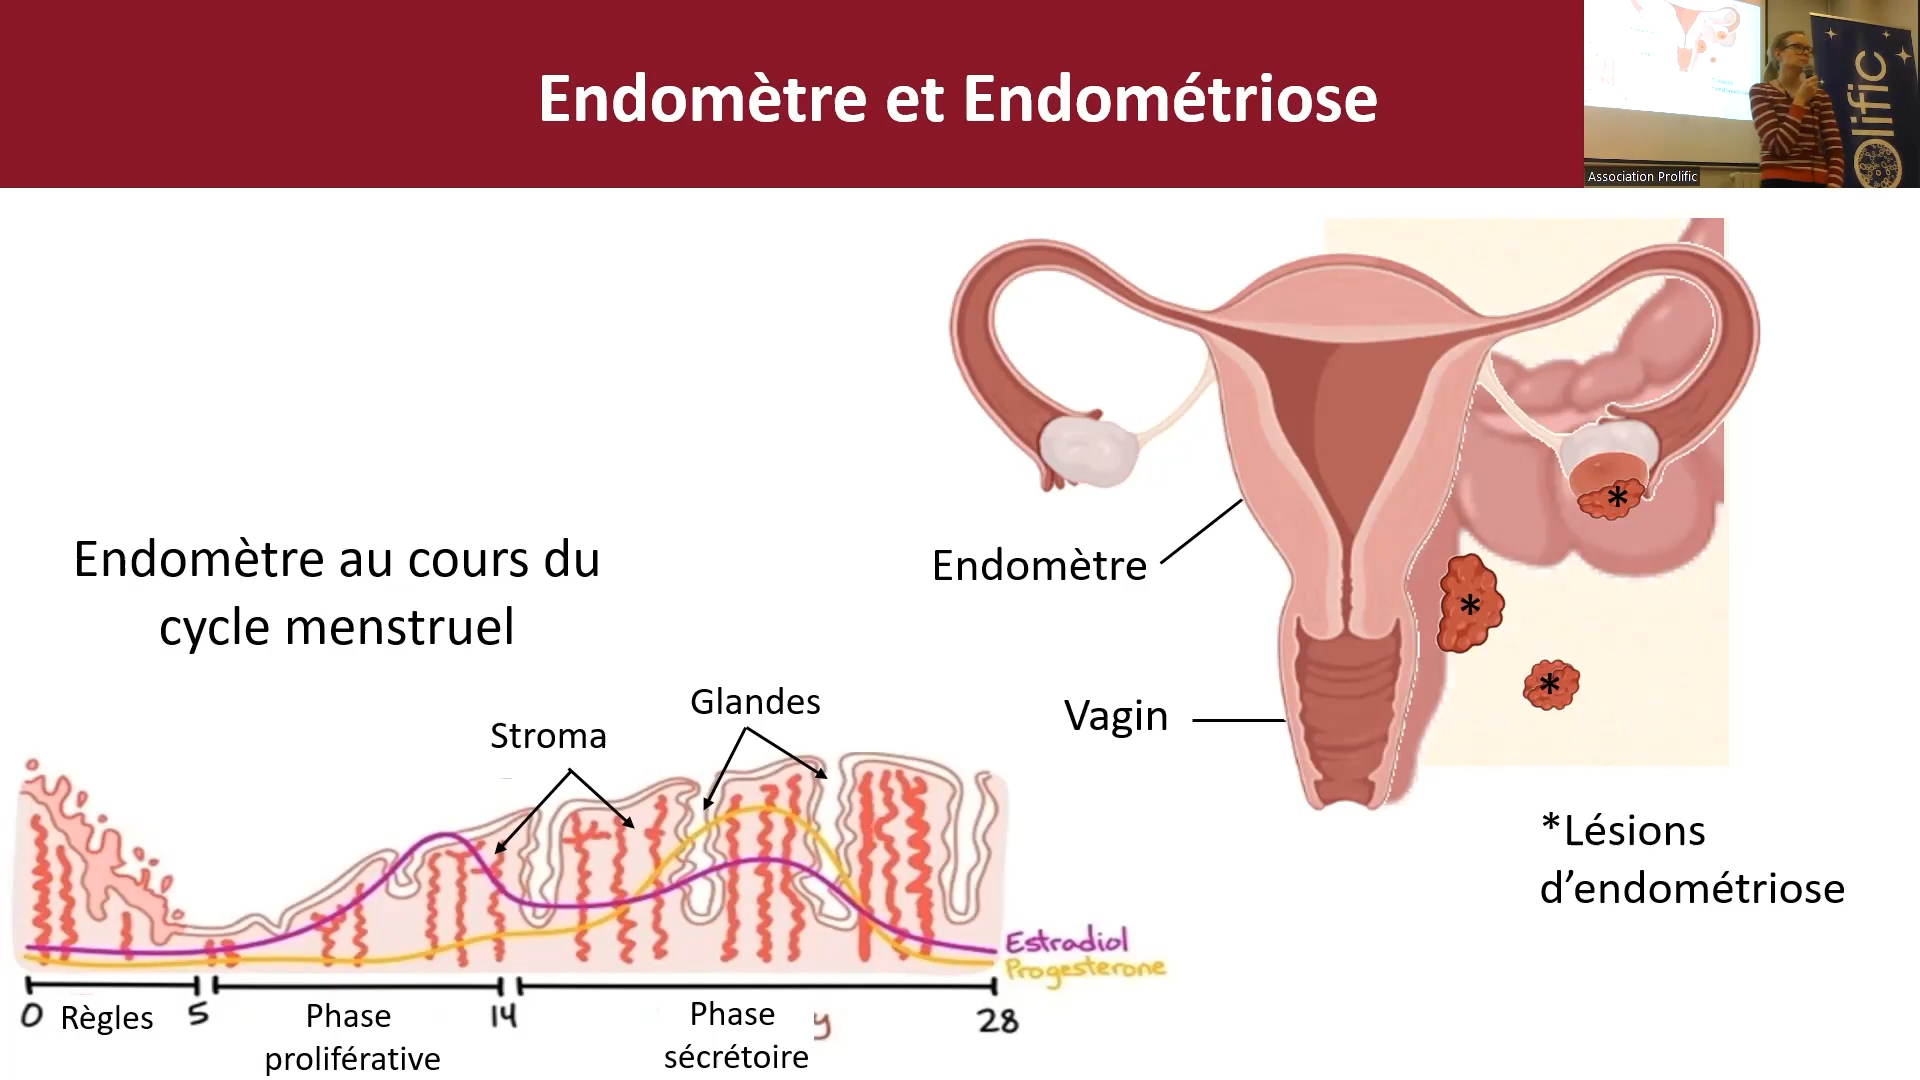 Endomètre et Endométriose
olific
Association Prolific
Endomètre
Vagin
*
*
*
*Lésions
d’endométriose
Endomètre au cours du
cycle menstruel
Glandes
Stroma
Estradiol
Progesterone
0 Règles 5 Phase 14 Phase y 28
proliférative sécrétoire